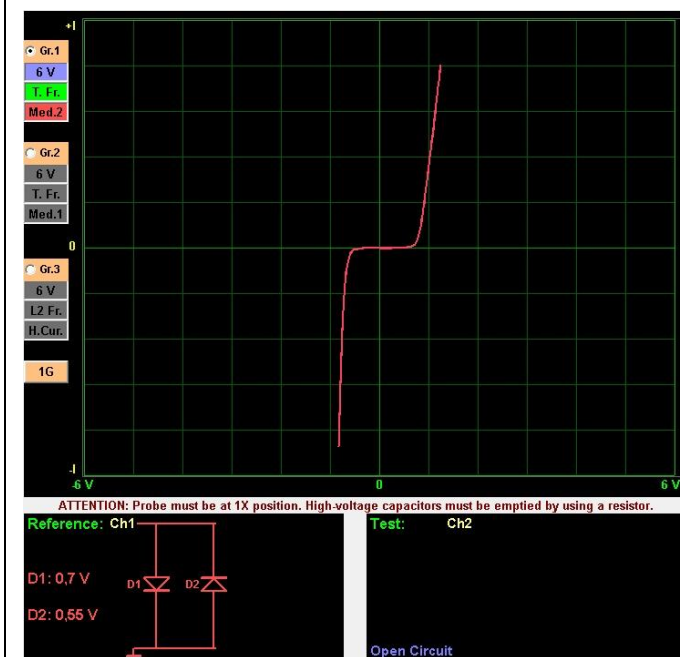 +I
Gr.1
6 V
T. Fr.
Med.2
Gr.2
6 V
T. Fr.
Med.1
0
Gr.3
6 V
L2 Fr.
H.Cur.
1G
-I
-6 V 0 6 V
ATTENTION: Probe must be at 1X position. High-voltage capacitors must be emptied by using a resistor.
Reference: Ch1
D1: 0,7 V
D1 D2
D2: 0,55 V
Test: Ch2
Open Circuit